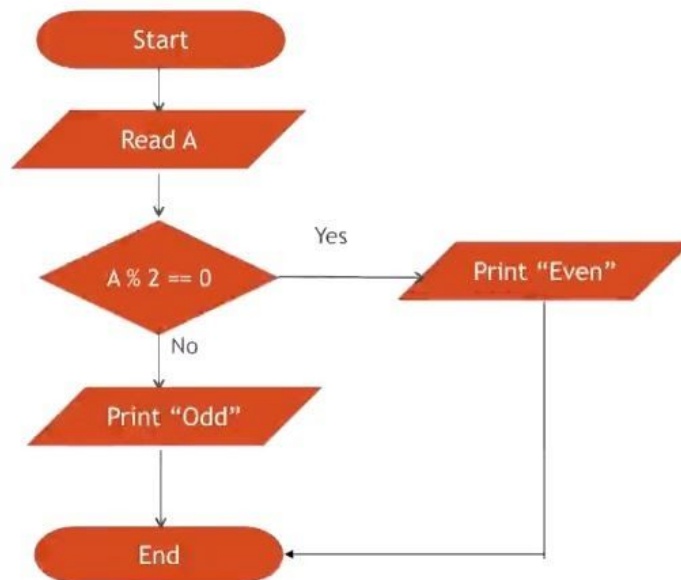 Start
Read A
Yes
A % 2 == 0
Print “Even”
No
Print “Odd”
End